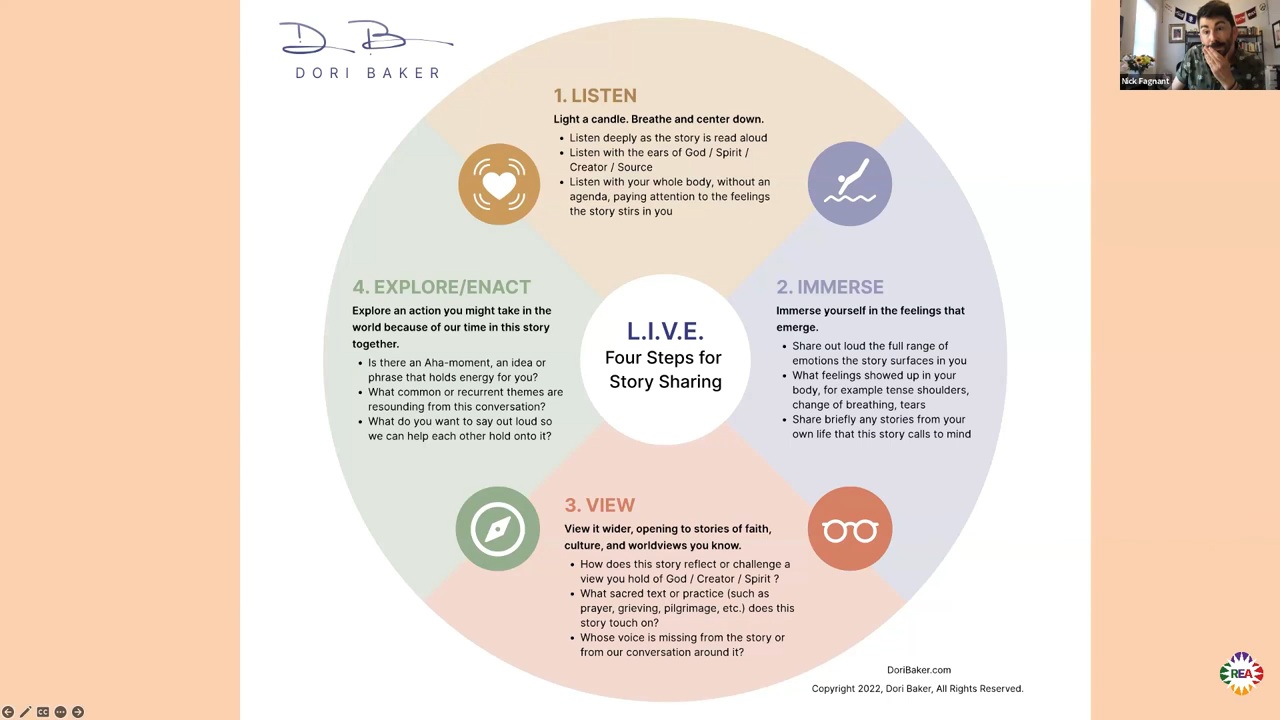 D B
DORI BAKER
Nick Fagnant
1. LISTEN
Light a candle. Breathe and center down.
• Listen deeply as the story is read aloud
• Listen with the ears of God / Spirit /
Creator / Source
• Listen with your whole body, without an
agenda, paying attention to the feelings
the story stirs in you
2. IMMERSE
Immerse yourself in the feelings that
emerge.
• Share out loud the full range of
emotions the story surfaces in you
• What feelings showed up in your
body, for example tense shoulders,
change of breathing, tears
• Share briefly any stories from your
own life that this story calls to mind
L.I.V.E.
Four Steps for
Story Sharing
3. VIEW
View it wider, opening to stories of faith,
culture, and worldviews you know.
• How does this story reflect or challenge a
view you hold of God / Creator / Spirit ?
• What sacred text or practice (such as
prayer, grieving, pilgrimage, etc.) does this
story touch on?
• Whose voice is missing from the story or
from our conversation around it?
4. EXPLORE/ENACT
Explore an action you might take in the
world because of our time in this story
together.
• Is there an Aha-moment, an idea or
phrase that holds energy for you?
• What common or recurrent themes are
resounding from this conversation?
• What do you want to say out loud so
we can help each other hold onto it?
DoriBaker.com
Copyright 2022, Dori Baker, All Rights Reserved.
REA
CC